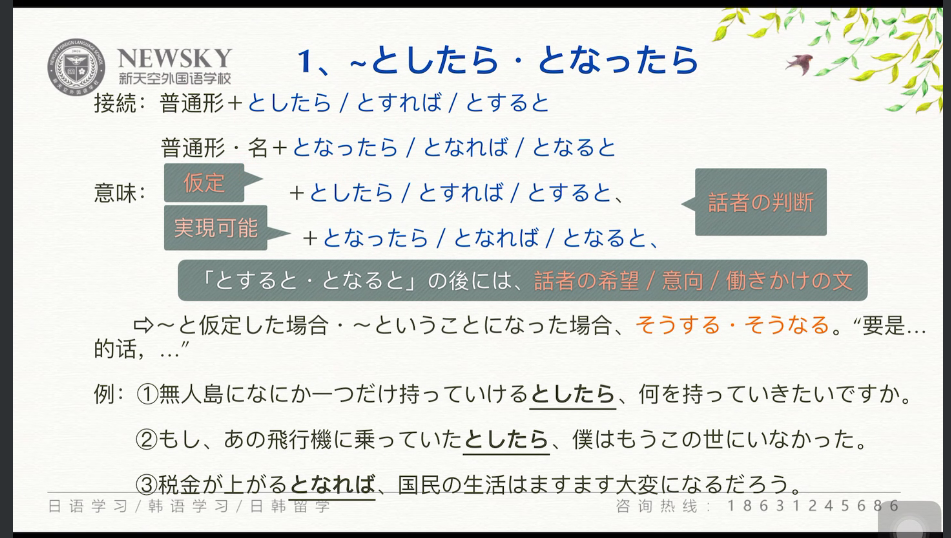 NEWSKY
新天空外国语学校
1、~としたら・となったら
接続：普通形＋としたら / とすれば / とすると
普通形・名＋となったら / となれば / となると
意味：
仮定
＋としたら / とすれば / とすると、
話者の判断
実現可能
＋となったら / となれば / となると、
「とすると・となると」の後には、話者の希望 / 意向 / 働きかけの文
⇨～と仮定した場合・～ということになった場合、そうする・そうなる。“要是…
的话，…”
例：①無人島になにか一つだけ持っていけるとしたら、何を持っていきたいですか。
②もし、あの飛行機に乗っていたとしたら、僕はもうこの世にいなかった。
③税金が上がるとなれば、国民の生活はますます大変になるだろう。
日语学习/韩语学习/日韩留学
咨询热线：18631245686